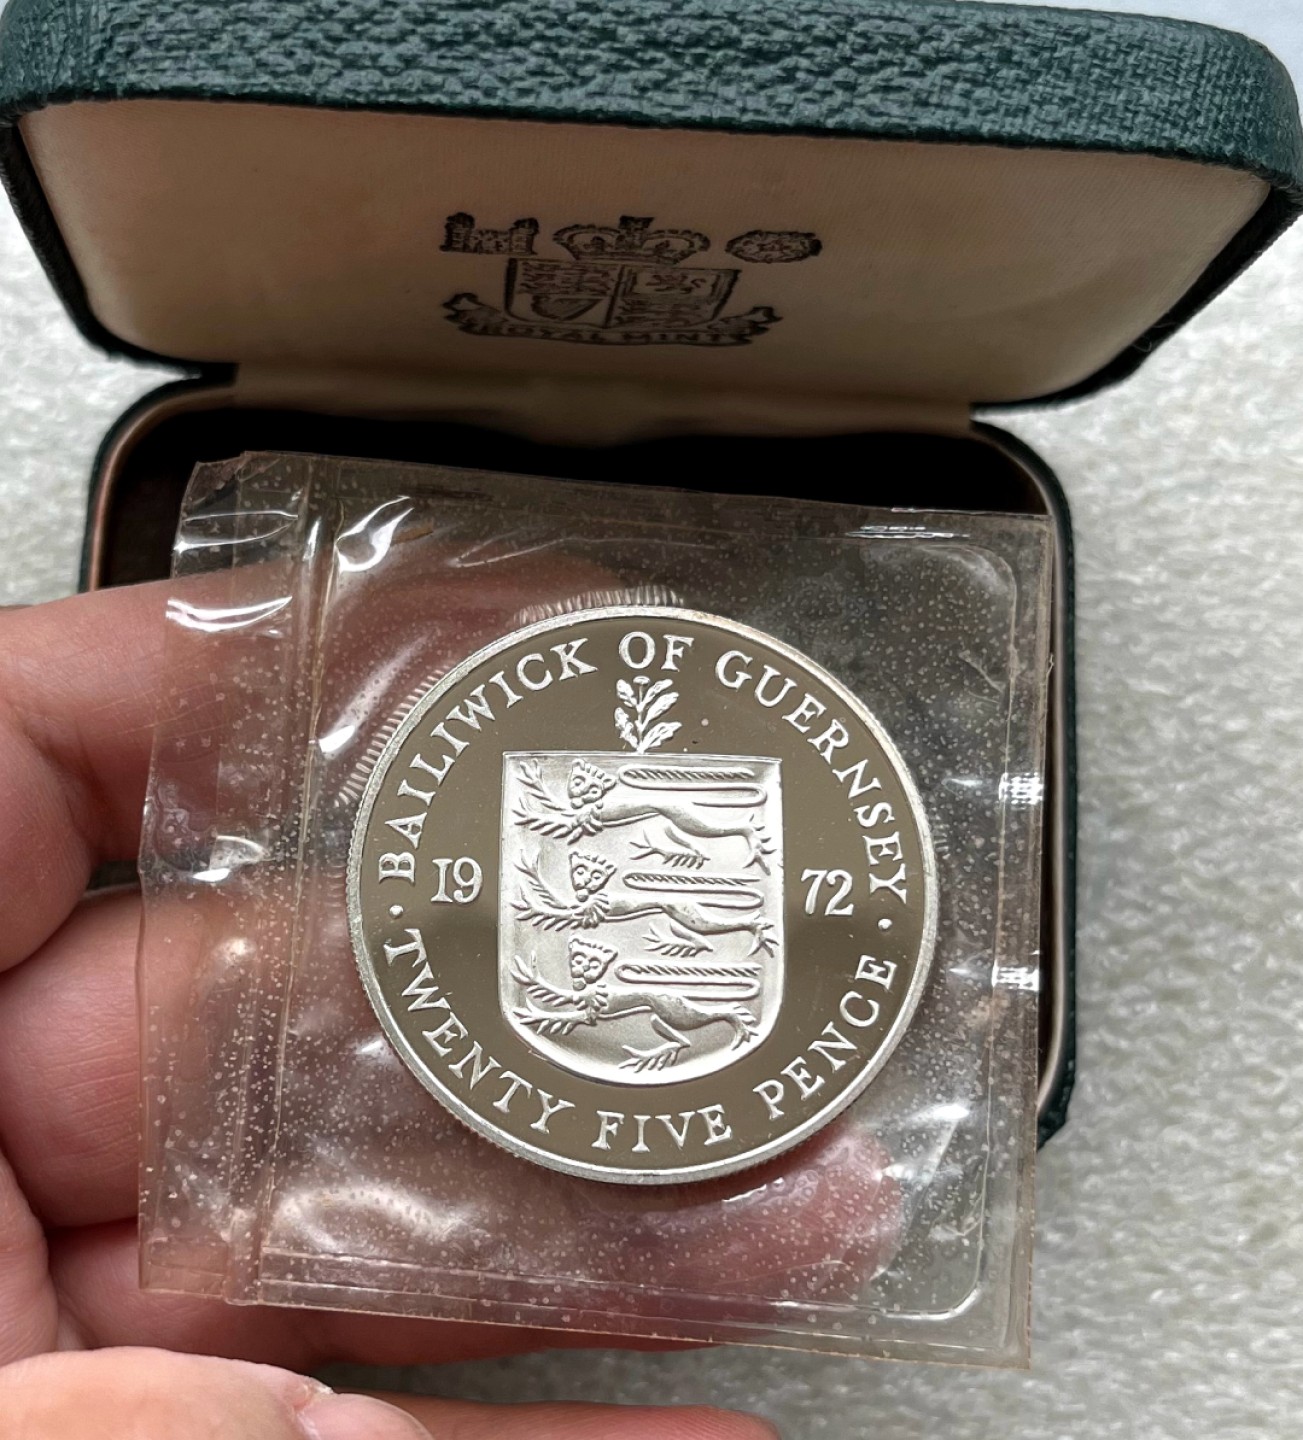 ROYAL MINT
· BAILIWICK OF GUERNSEY ·
19 72
TWENTY FIVE PENCE